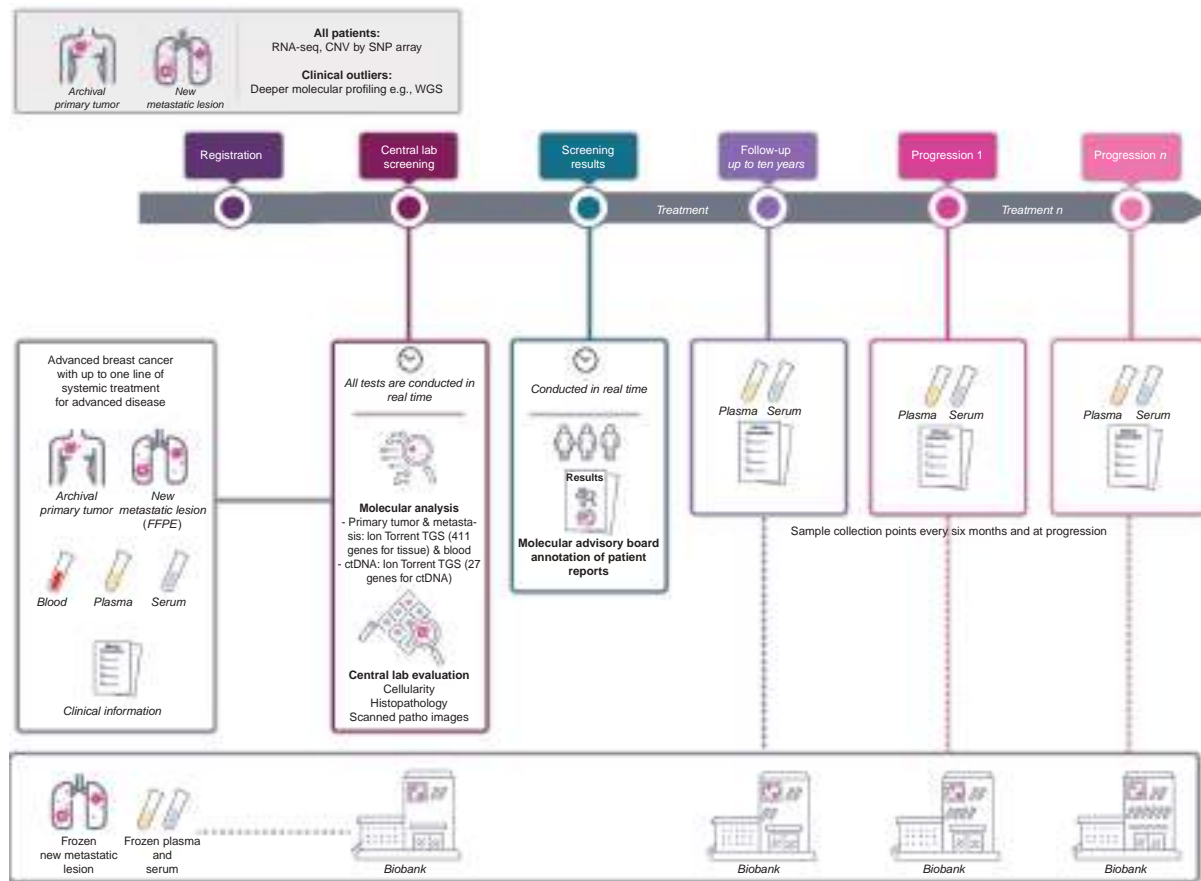 All patients:
RNA-seq, CNV by SNP array
Clinical outliers:
Deeper molecular profiling e.g., WGS
Archival
primary tumor
New
metastatic lesion
Registration
Central lab
screening
Screening
results
Follow-up
up to ten years
Progression 1
Progression n
Treatment
Treatment n
Advanced breast cancer
with up to one line of
systemic treatment
for advanced disease
Archival
primary tumor
New
metastatic lesion
(FFPE)
Blood
Plasma
Serum
Clinical information
All tests are conducted in
real time
Molecular analysis
- Primary tumor & metasta-
sis: Ion Torrent TGS (411
genes for tissue) & blood
- ctDNA: Ion Torrent TGS (27
genes for ctDNA)
Central lab evaluation
Cellularity
Histopathology
Scanned patho images
Conducted in real time
Results
Molecular advisory board
annotation of patient
reports
Plasma Serum
Plasma Serum
Plasma Serum
Sample collection points every six months and at progression
Frozen
new metastatic
lesion
Frozen plasma
and
serum
Biobank
Biobank
Biobank
Biobank